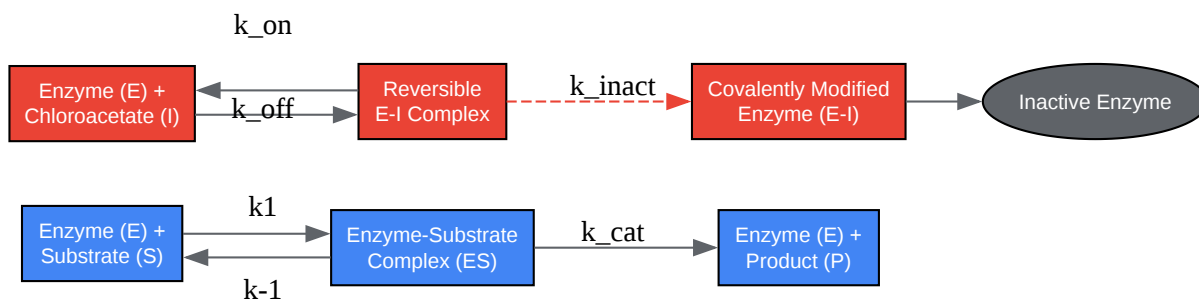 k_on
Enzyme (E) +
Chloroacetate (I)
k_off
Reversible
E-I Complex
k_inact
Covalently Modified
Enzyme (E-I)
Inactive Enzyme
Enzyme (E) +
Substrate (S)
k1
k-1
Enzyme-Substrate
Complex (ES)
k_cat
Enzyme (E) +
Product (P)